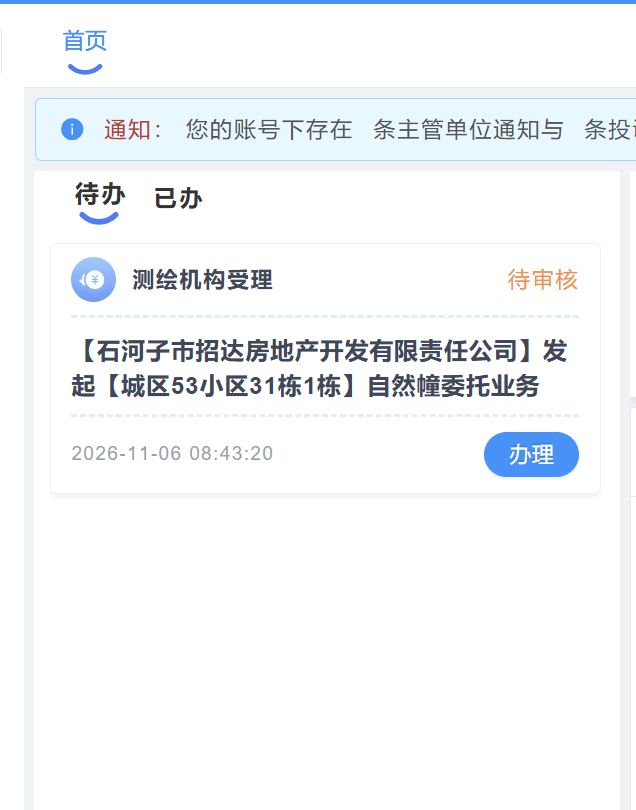 首页
通知： 您的账号下存在 条主管单位通知与 条投
待办 已办
测绘机构受理 待审核
【石河子市招达房地产开发有限责任公司】发
起【城区53小区31栋1栋】自然幢委托业务
2026-11-06 08:43:20 办理